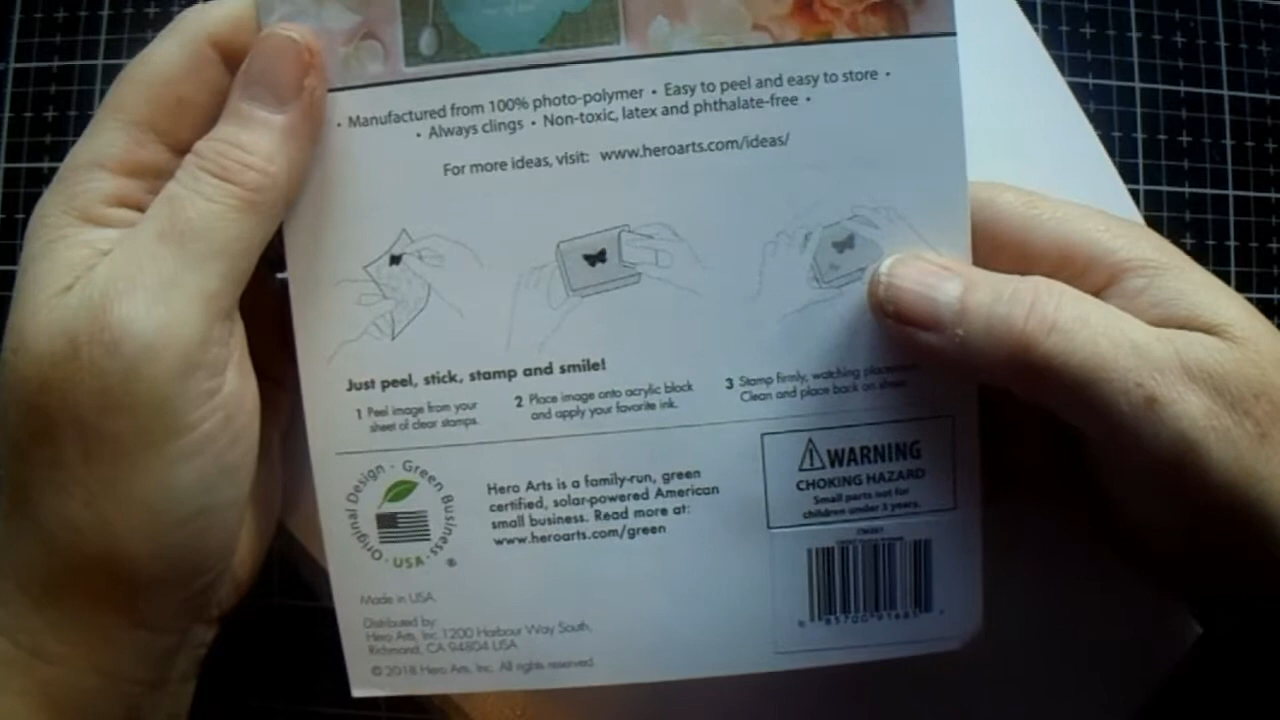 • Manufactured from 100% photo-polymer • Easy to peel and easy to store •
• Always clings • Non-toxic, latex and phthalate-free •
For more ideas, visit: www.heroarts.com/ideas/
Just peel, stick, stamp and smile!
1 Peel image from your
sheet of clear stamps.
2 Place image onto acrylic block
and apply your favorite ink.
3 Stamp firmly, watching
Clean and place back on
Original Design · Green Business · USA · ®
Hero Arts is a family-run, green
certified, solar-powered American
small business. Read more at:
www.heroarts.com/green
WARNING
CHOKING HAZARD
Small parts not for
children under 3 years.
Made in USA
Distributed by:
Hero Arts, Inc. 1200 Harbour Way South,
Richmond, CA 94804 USA
© 2018 Hero Arts, Inc. All rights reserved